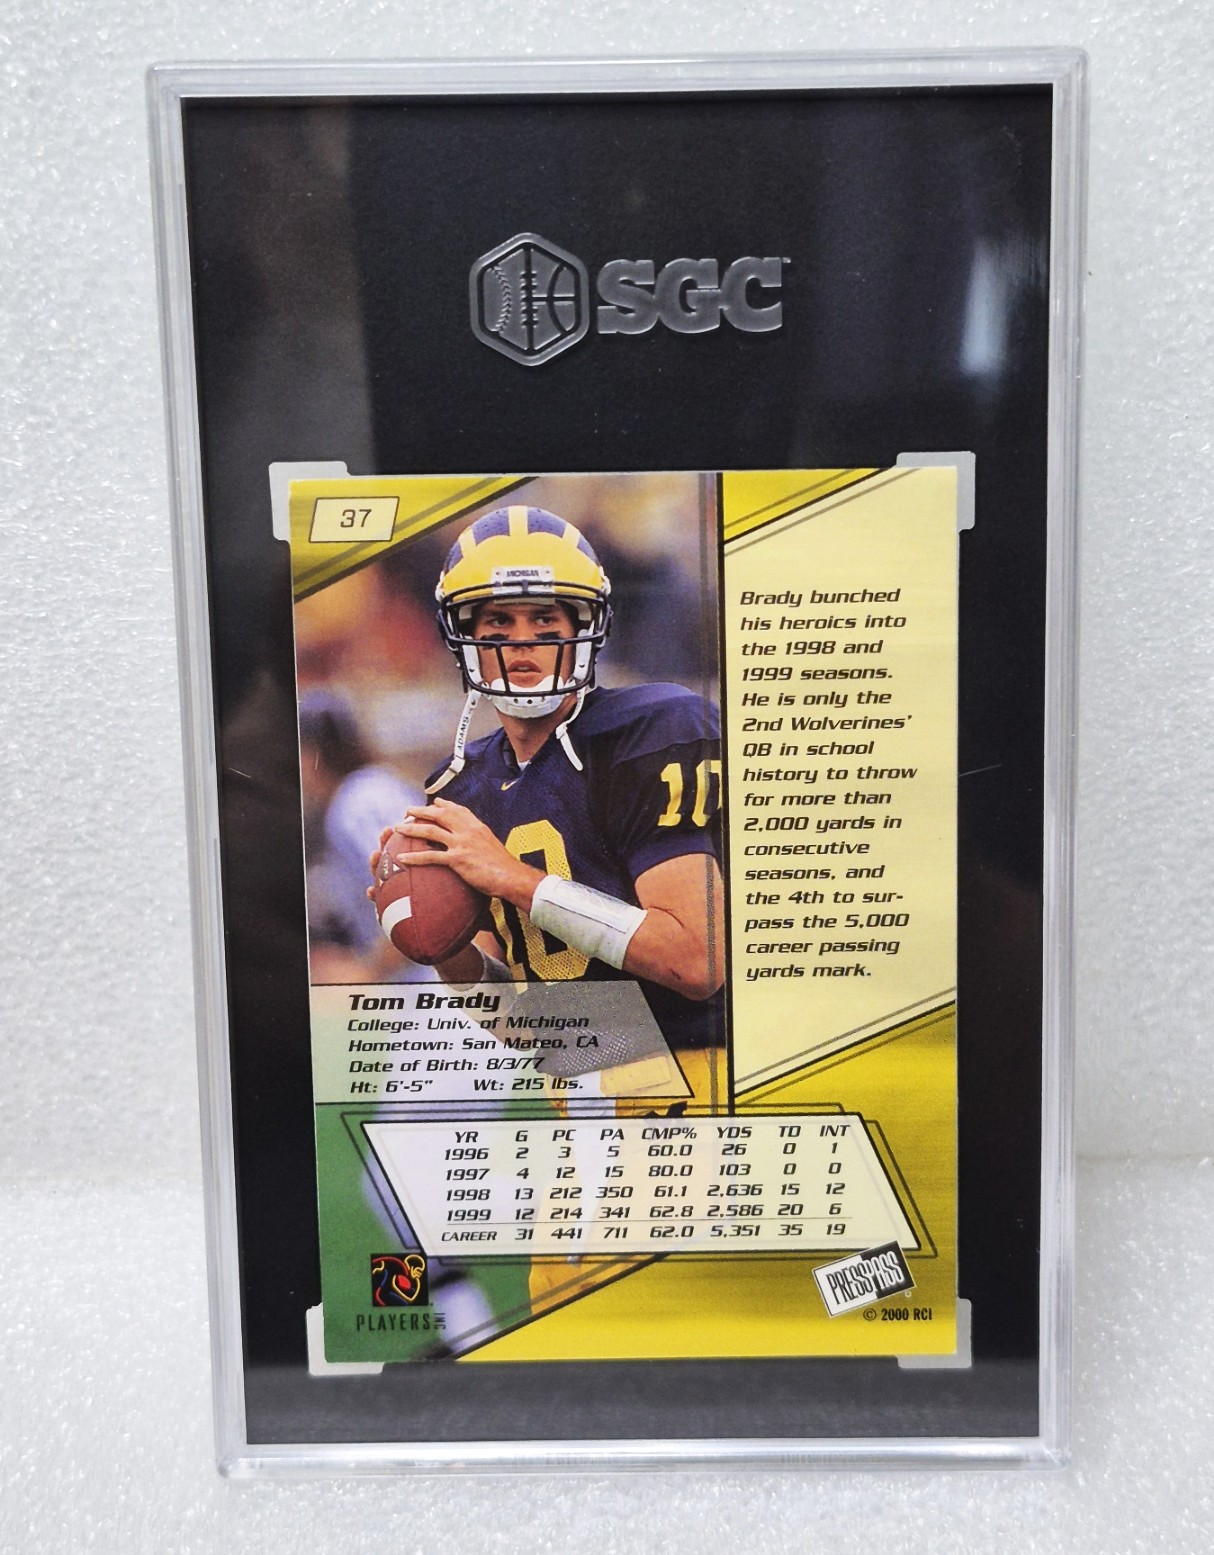 SGC
37
MICHIGAN
ADAMS
10
10
Brady bunched
his heroics into
the 1998 and
1999 seasons.
He is only the
2nd Wolverines'
QB in school
history to throw
for more than
2,000 yards in
consecutive
seasons, and
the 4th to sur-
pass the 5,000
career passing
yards mark.
Tom Brady
College: Univ. of Michigan
Hometown: San Mateo, CA
Date of Birth: 8/3/77
Ht: 6'-5" Wt: 215 lbs.
YR G PC PA CMP% YDS TD INT
1996 2 3 5 60.0 26 0 1
1997 4 12 15 80.0 103 0 0
1998 13 212 350 61.1 2,636 15 12
1999 12 214 341 62.8 2,586 20 6
CAREER 31 441 711 62.0 5,351 35 19
PLAYERS INC
PRESS PASS
© 2000 RCI